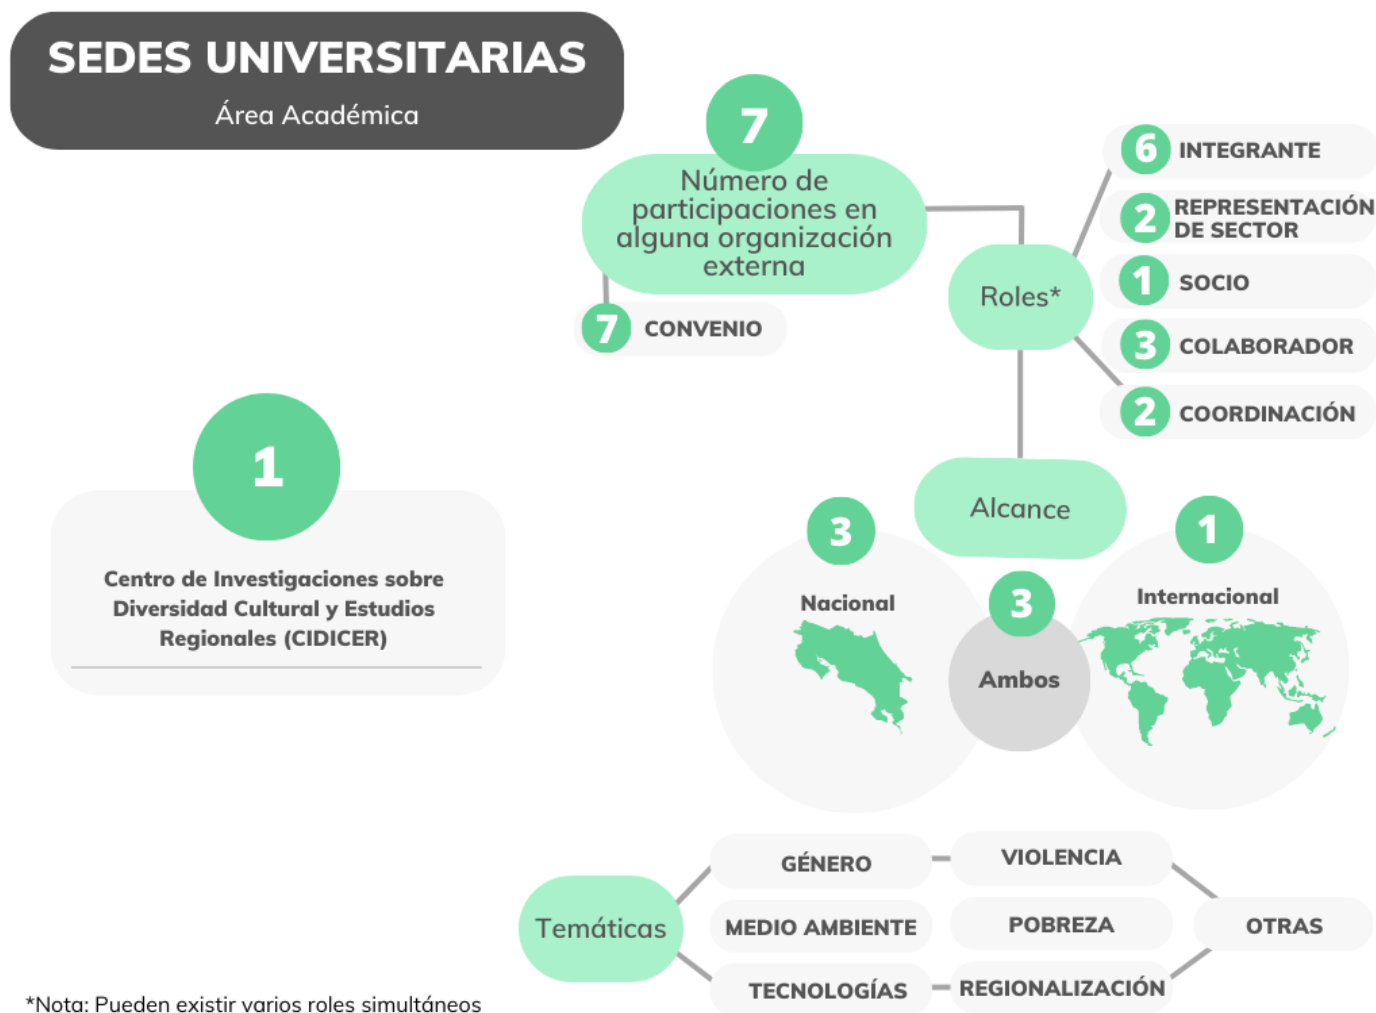 SEDES UNIVERSITARIAS
Área Académica
7
Número de
participaciones en
alguna organización
externa
7 CONVENIO
Roles*
6 INTEGRANTE
2 REPRESENTACIÓN
DE SECTOR
1 SOCIO
3 COLABORADOR
2 COORDINACIÓN
1
Centro de Investigaciones sobre
Diversidad Cultural y Estudios
Regionales (CIDICER)
Alcance
3
Nacional
3
Ambos
1
Internacional
Temáticas
GÉNERO
VIOLENCIA
MEDIO AMBIENTE
POBREZA
OTRAS
TECNOLOGÍAS
REGIONALIZACIÓN
*Nota: Pueden existir varios roles simultáneos